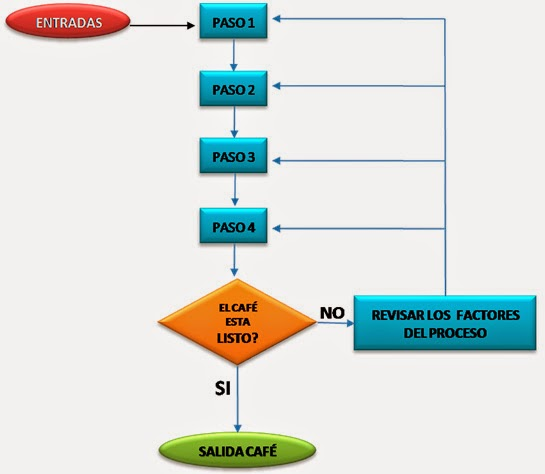 ENTRADAS
PASO 1
PASO 2
PASO 3
PASO 4
EL CAFÉ
ESTA
LISTO?
NO
REVISAR LOS FACTORES
DEL PROCESO
SI
SALIDA CAFÉ